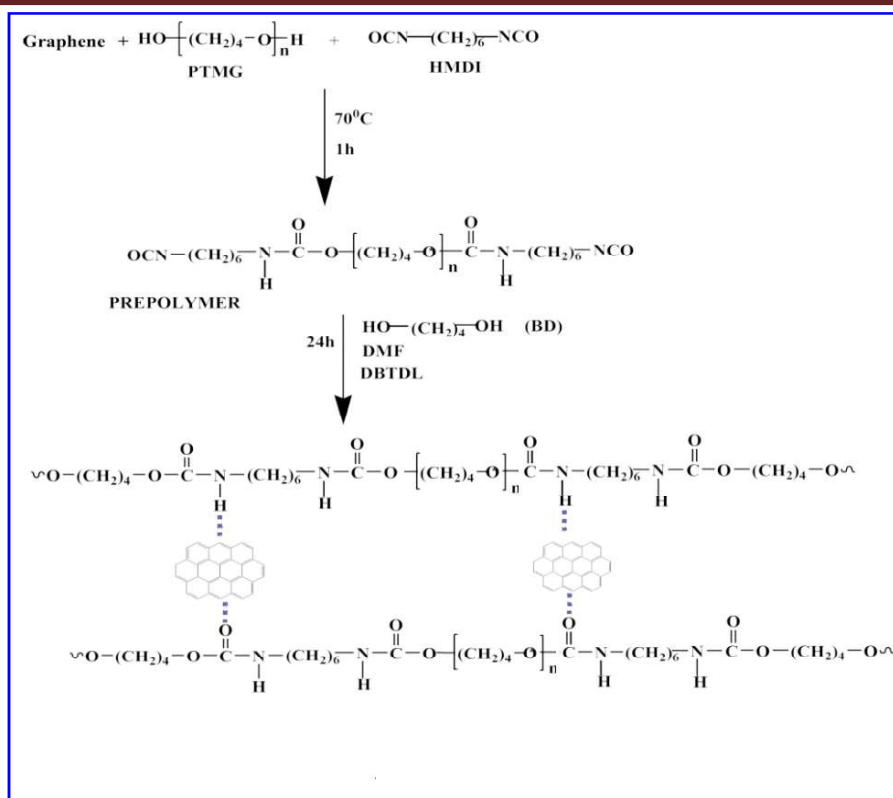 Graphene + HO-[(CH₂)₄-O]ₙ-H + OCN-(CH₂)₆-NCO
PTMG HMDI
70⁰C
1h
OCN-(CH₂)₆-N(H)-C(=O)-O-[(CH₂)₄-O]ₙ-C(=O)-N(H)-(CH₂)₆-NCO
PREPOLYMER
24h
HO-(CH₂)₄-OH (BD)
DMF
DBTDL
~O-(CH₂)₄-O-C(=O)-N(H)-(CH₂)₆-N(H)-C(=O)-O-[(CH₂)₄-O]ₙ-C(=O)-N(H)-(CH₂)₆-N(H)-C(=O)-O-(CH₂)₄-O~
~O-(CH₂)₄-O-C(=O)-N(H)-(CH₂)₆-N(H)-C(=O)-O-[(CH₂)₄-O]ₙ-C(=O)-N(H)-(CH₂)₆-N(H)-C(=O)-O-(CH₂)₄-O~